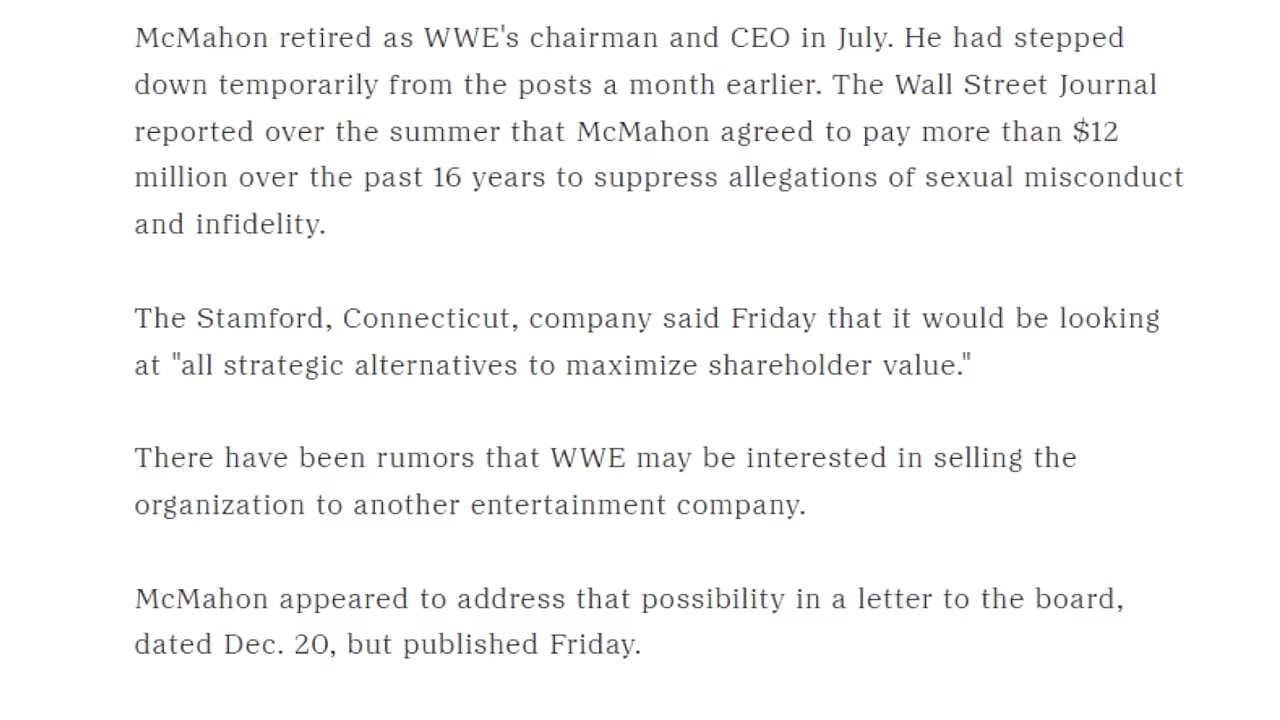 McMahon retired as WWE's chairman and CEO in July. He had stepped
down temporarily from the posts a month earlier. The Wall Street Journal
reported over the summer that McMahon agreed to pay more than $12
million over the past 16 years to suppress allegations of sexual misconduct
and infidelity.
The Stamford, Connecticut, company said Friday that it would be looking
at "all strategic alternatives to maximize shareholder value."
There have been rumors that WWE may be interested in selling the
organization to another entertainment company.
McMahon appeared to address that possibility in a letter to the board,
dated Dec. 20, but published Friday.